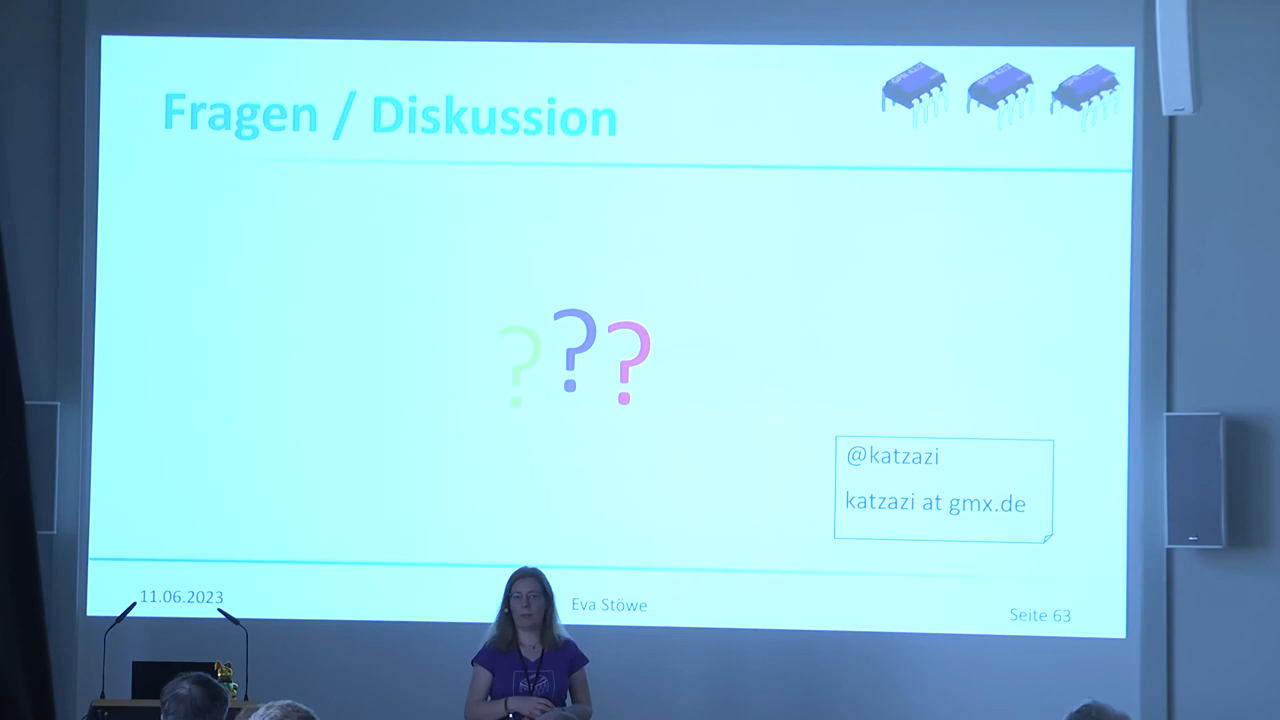 Fragen / Diskussion
? ? ?
@katzazi
katzazi at gmx.de
11.06.2023
Eva Stöwe
Seite 63